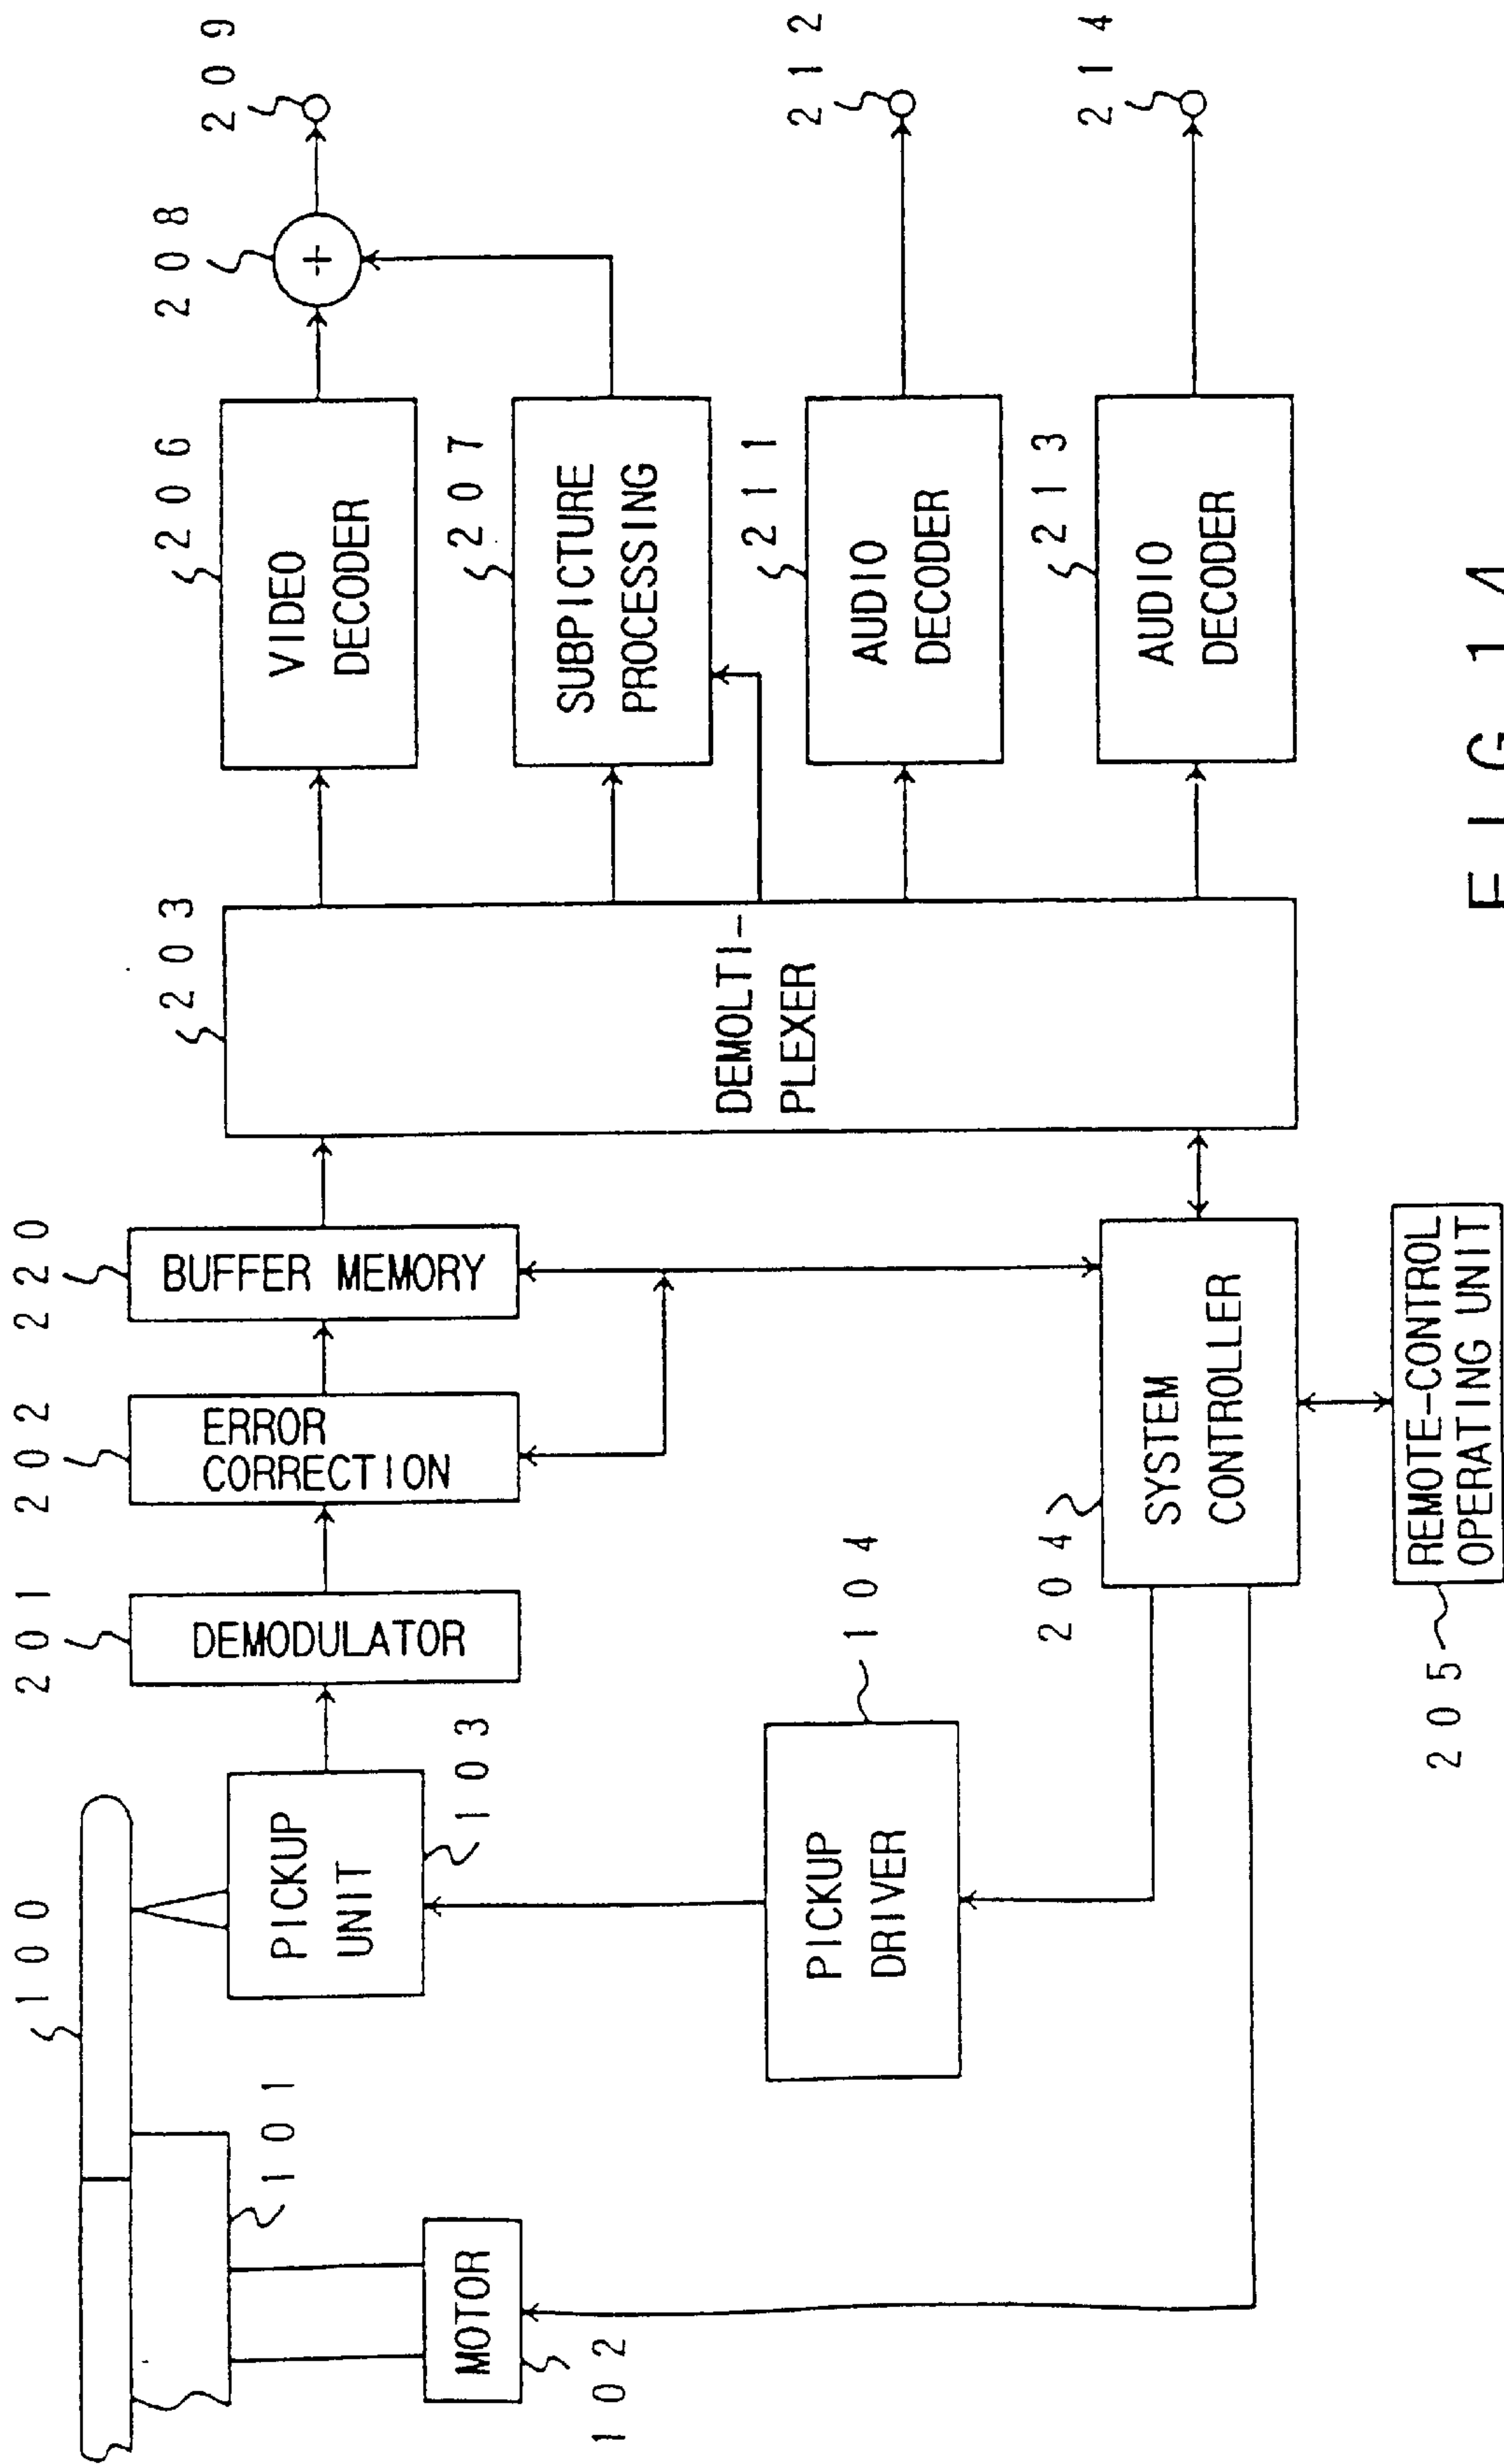 100
101
MOTOR
102
PICKUP
UNIT
103
PICKUP
DRIVER
104
201
DEMODULATOR
202
ERROR
CORRECTION
220
BUFFER MEMORY
204
SYSTEM
CONTROLLER
205
REMOTE-CONTROL
OPERATING UNIT
203
DEMOLTI-
PLEXER
206
VIDEO
DECODER
207
SUBPICTURE
PROCESSING
211
AUDIO
DECODER
213
AUDIO
DECODER
208
+
209
212
214
FIG. 14